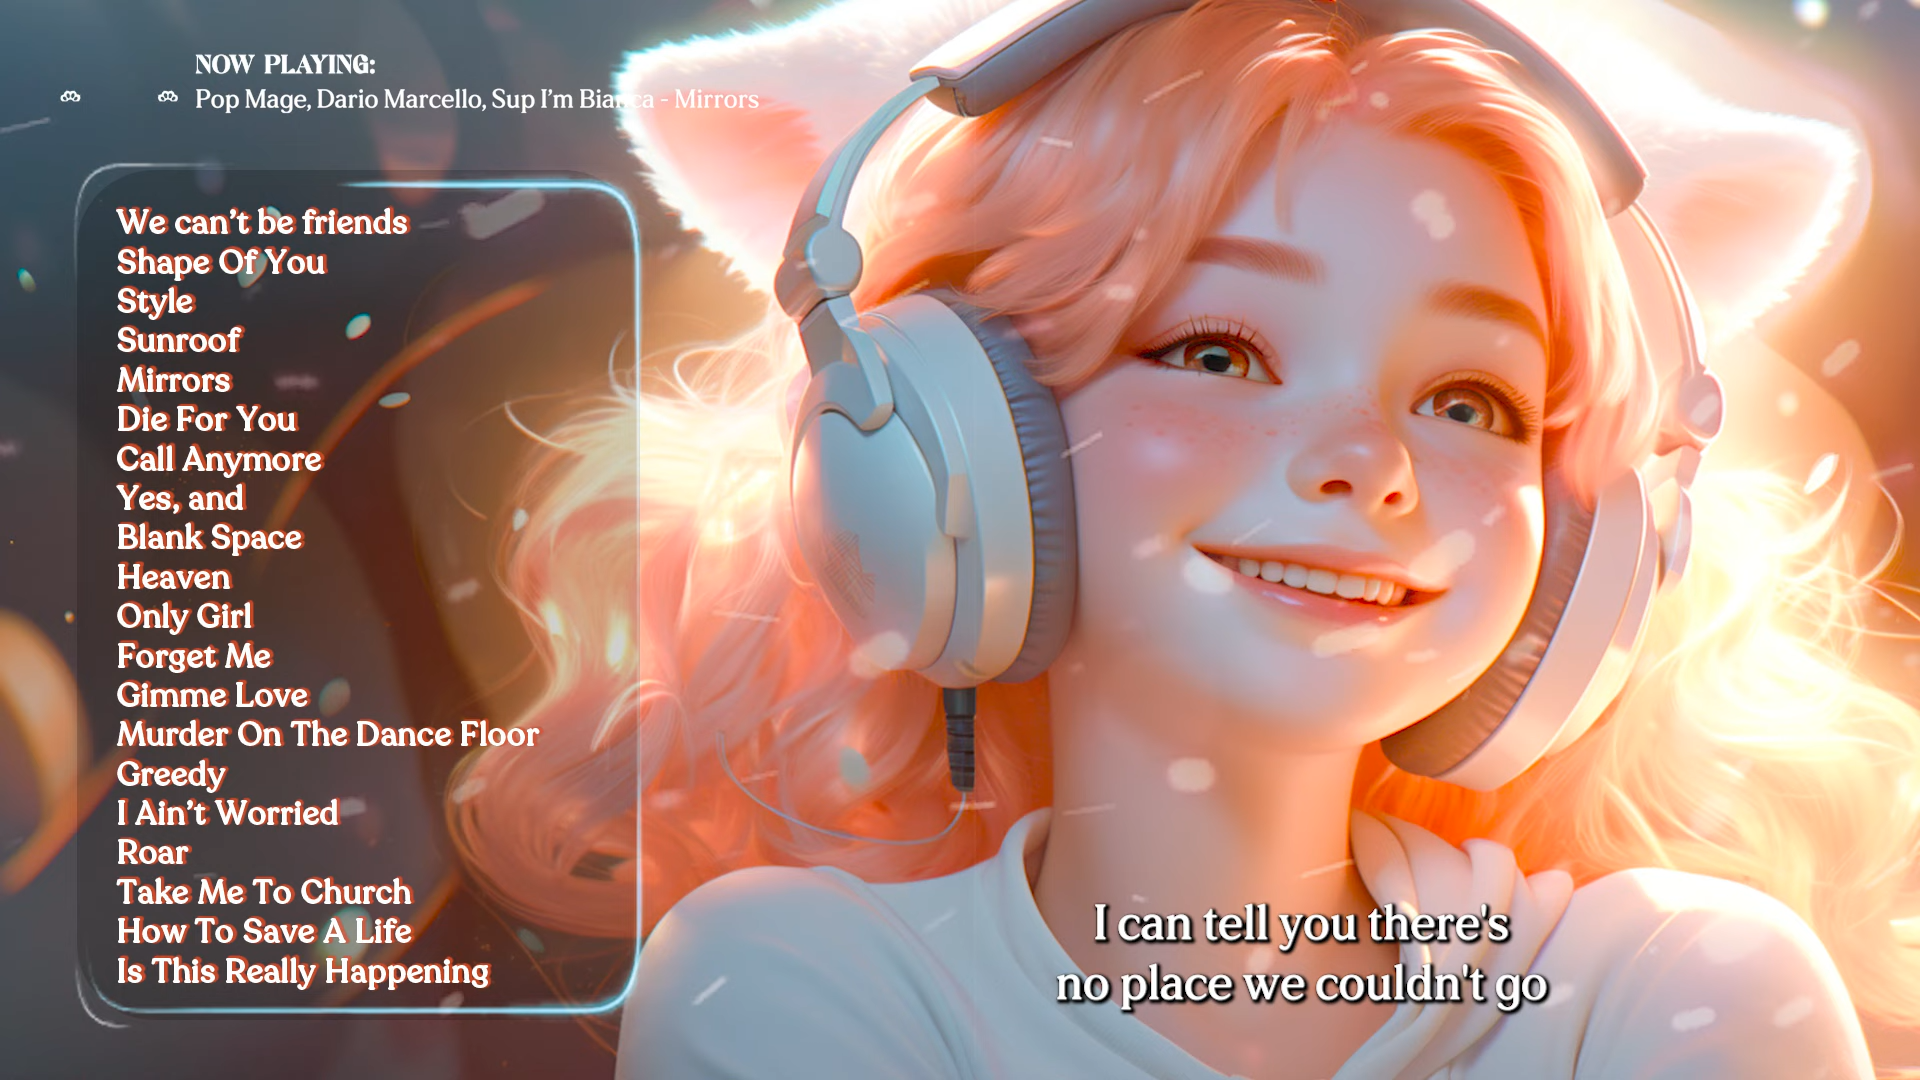 NOW PLAYING:
Pop Mage, Dario Marcello, Sup I’m Bianca - Mirrors
We can’t be friends
Shape Of You
Style
Sunroof
Mirrors
Die For You
Call Anymore
Yes, and
Blank Space
Heaven
Only Girl
Forget Me
Gimme Love
Murder On The Dance Floor
Greedy
I Ain’t Worried
Roar
Take Me To Church
How To Save A Life
Is This Really Happening
I can tell you there's
no place we couldn't go